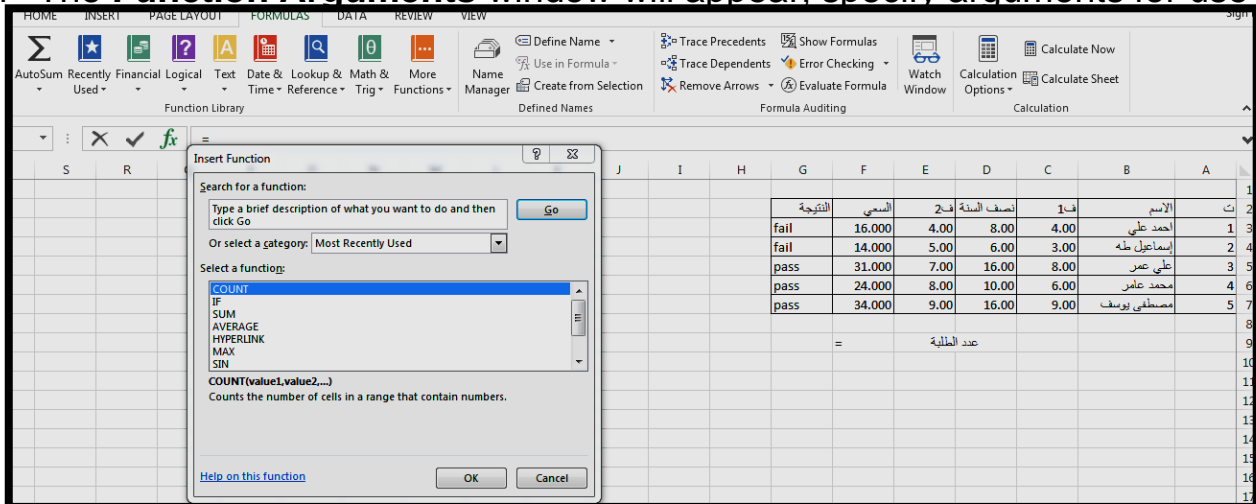 The Function Arguments window will appear, specify arguments for use
HOME INSERT PAGE LAYOUT FORMULAS DATA REVIEW VIEW
AutoSum Recently Used Financial Logical Text Date & Time Lookup & Reference Math & Trig More Functions
Function Library
Name Manager
Define Name
Use in Formula
Create from Selection
Defined Names
Trace Precedents
Trace Dependents
Remove Arrows
Show Formulas
Error Checking
Evaluate Formula
Watch Window
Formula Auditing
Calculation Options
Calculate Now
Calculate Sheet
Calculation
fx =
S R J I H G F E D C B A
Insert Function
Search for a function:
Type a brief description of what you want to do and then
click Go
Go
Or select a category: Most Recently Used
Select a function:
COUNT
IF
SUM
AVERAGE
HYPERLINK
MAX
SIN
COUNT(value1,value2,...)
Counts the number of cells in a range that contain numbers.
Help on this function
OK Cancel
1
2 ت الاسم ف1 نصف السنة ف2 السعي النتيجة
3 1 احمد علي 4.00 8.00 4.00 16.000 fail
4 2 إسماعيل طه 3.00 6.00 5.00 14.000 fail
5 3 علي عمر 8.00 16.00 7.00 31.000 pass
6 4 محمد عامر 6.00 10.00 8.00 24.000 pass
7 5 مصطفى يوسف 9.00 16.00 9.00 34.000 pass
8
9 عدد الطلبة =
10
11
12
13
14
15
16
17